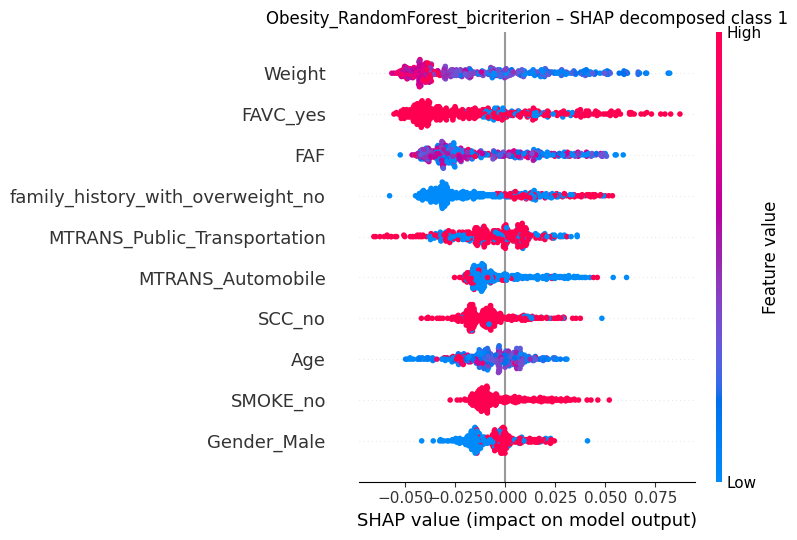 Obesity_RandomForest_bicriterion – SHAP decomposed class 1
High
Weight
FAVC_yes
FAF
family_history_with_overweight_no
MTRANS_Public_Transportation
MTRANS_Automobile
SCC_no
Age
SMOKE_no
Gender_Male
Feature value
Low
−0.050 −0.025 0.000 0.025 0.050 0.075
SHAP value (impact on model output)